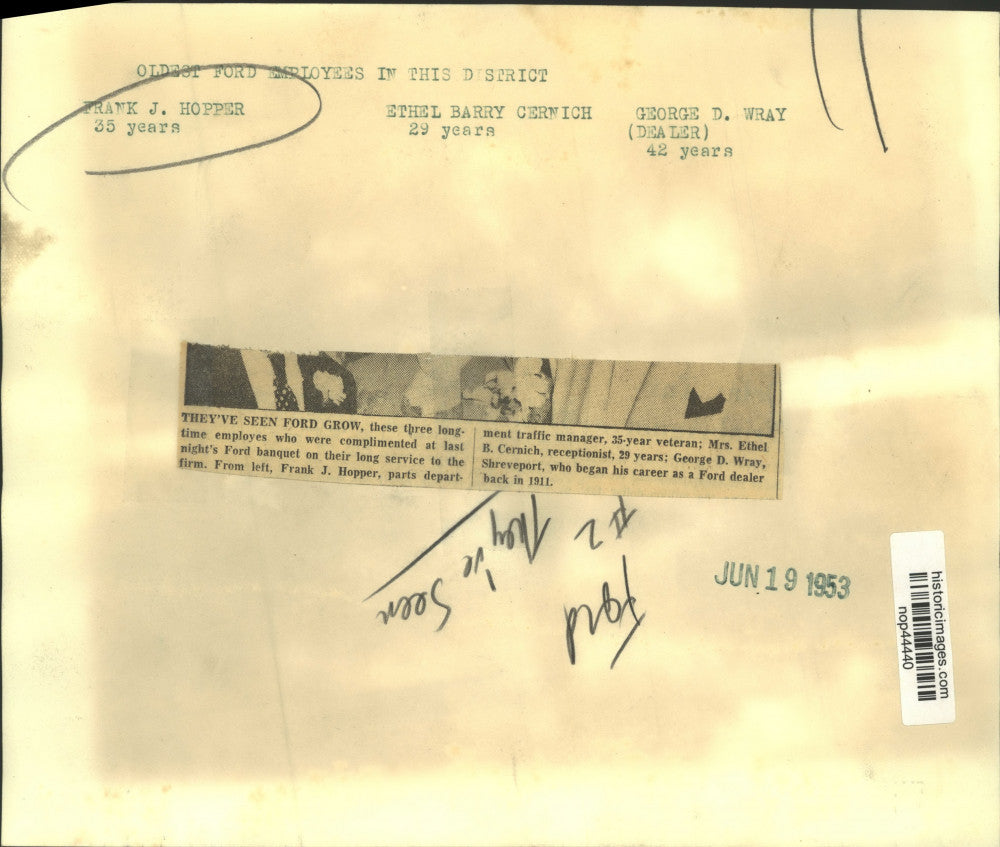 OLDEST FORD EMPLOYEES IN THIS DISTRICT
FRANK J. HOPPER
35 years
ETHEL BARRY CERNICH
29 years
GEORGE D. WRAY
(DEALER)
42 years
THEY'VE SEEN FORD GROW, these three long-
time employes who were complimented at last
night's Ford banquet on their long service to the
firm. From left, Frank J. Hopper, parts depart-
ment traffic manager, 35-year veteran; Mrs. Ethel
B. Cernich, receptionist, 29 years; George D. Wray,
Shreveport, who began his career as a Ford dealer
back in 1911.
Ford
#2
They
've
Seen
JUN 19 1953
historicimages.com
nop44440